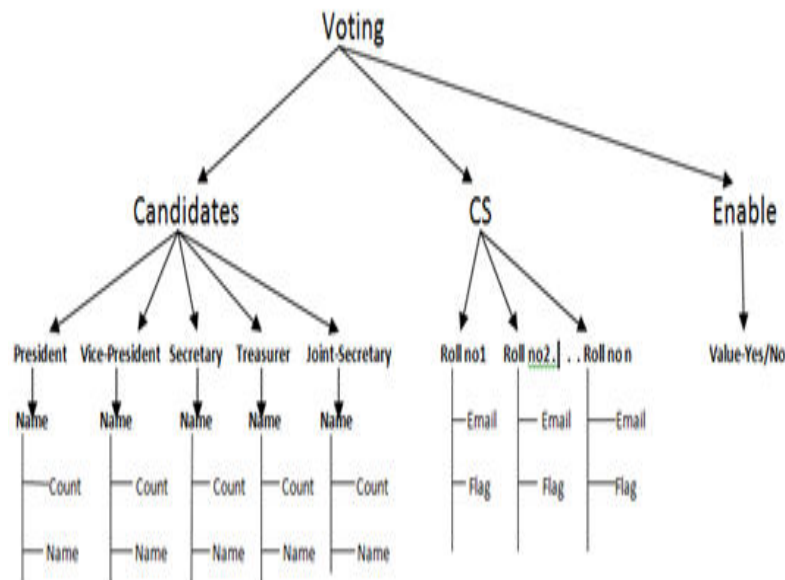 Voting
Candidates CS Enable
President Vice-President Secretary Treasurer Joint-Secretary Roll no1 Roll no2. . . Roll no n Value-Yes/No
Name Name Name Name Name Email Email Email
Count Count Count Count Count Flag Flag Flag
Name Name Name Name Name